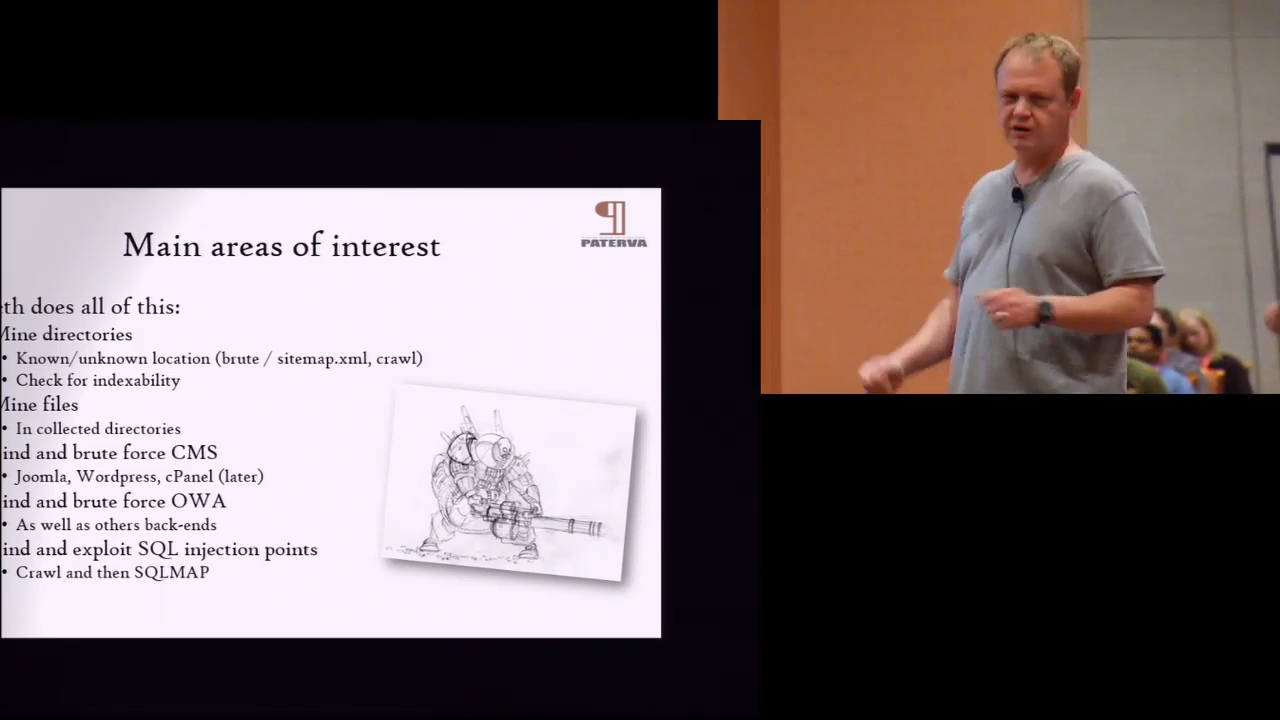 PATERVA
Main areas of interest
eth does all of this:
Mine directories
• Known/unknown location (brute / sitemap.xml, crawl)
• Check for indexability
Mine files
• In collected directories
ind and brute force CMS
• Joomla, Wordpress, cPanel (later)
ind and brute force OWA
• As well as others back-ends
ind and exploit SQL injection points
• Crawl and then SQLMAP